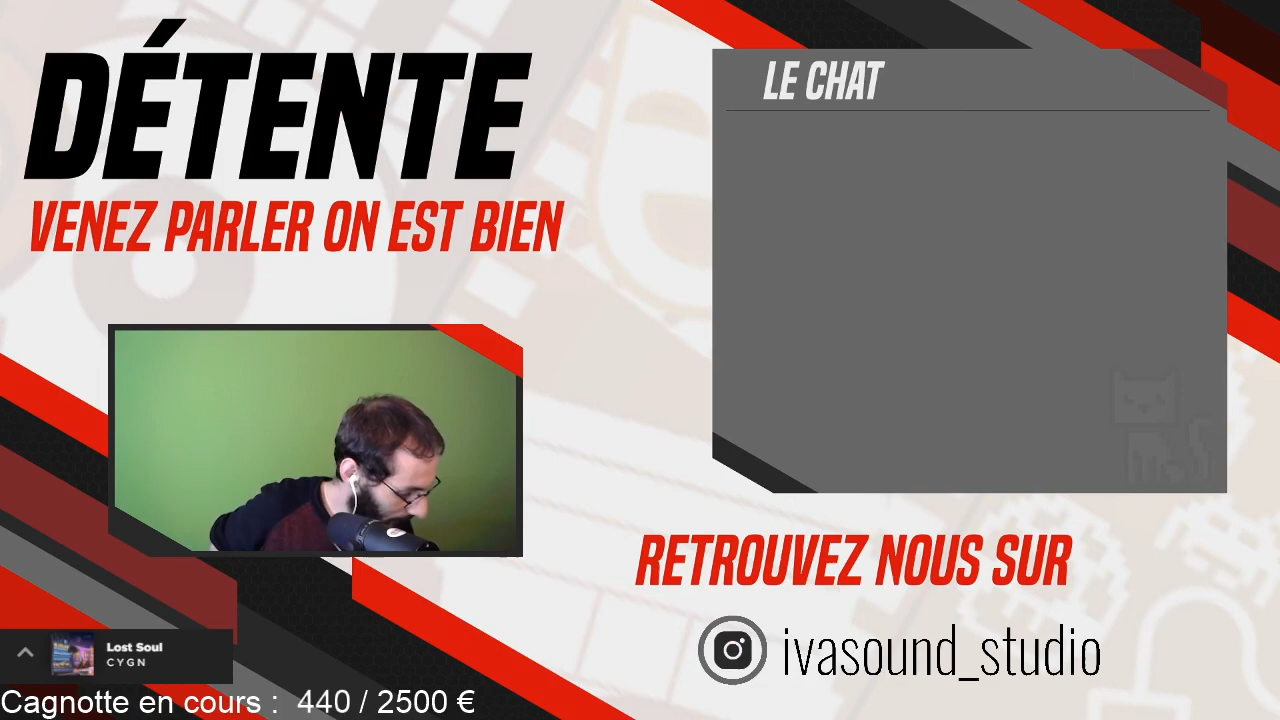 DÉTENTE
VENEZ PARLER ON EST BIEN
LE CHAT
RETROUVEZ NOUS SUR
ivasound_studio
Lost Soul
CYGN
Cagnotte en cours :  440 / 2500 €